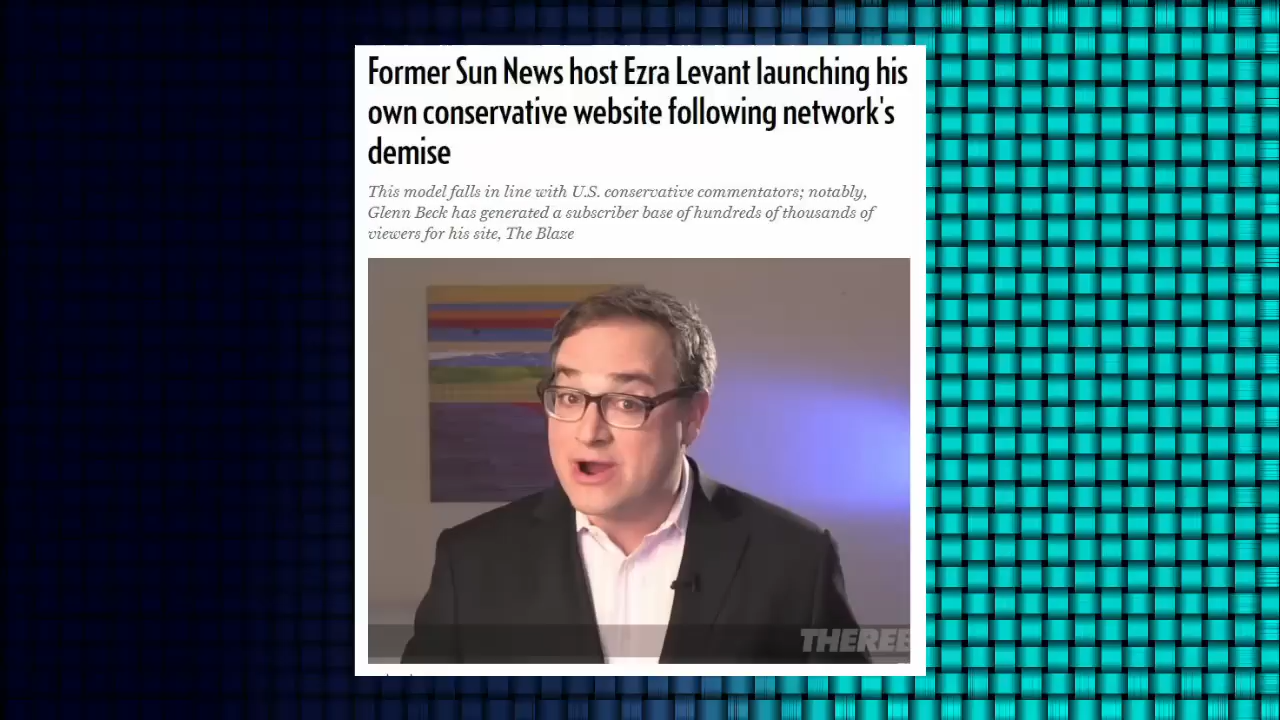 Former Sun News host Ezra Levant launching his
own conservative website following network's
demise
This model falls in line with U.S. conservative commentators; notably,
Glenn Beck has generated a subscriber base of hundreds of thousands of
viewers for his site, The Blaze
THEREB